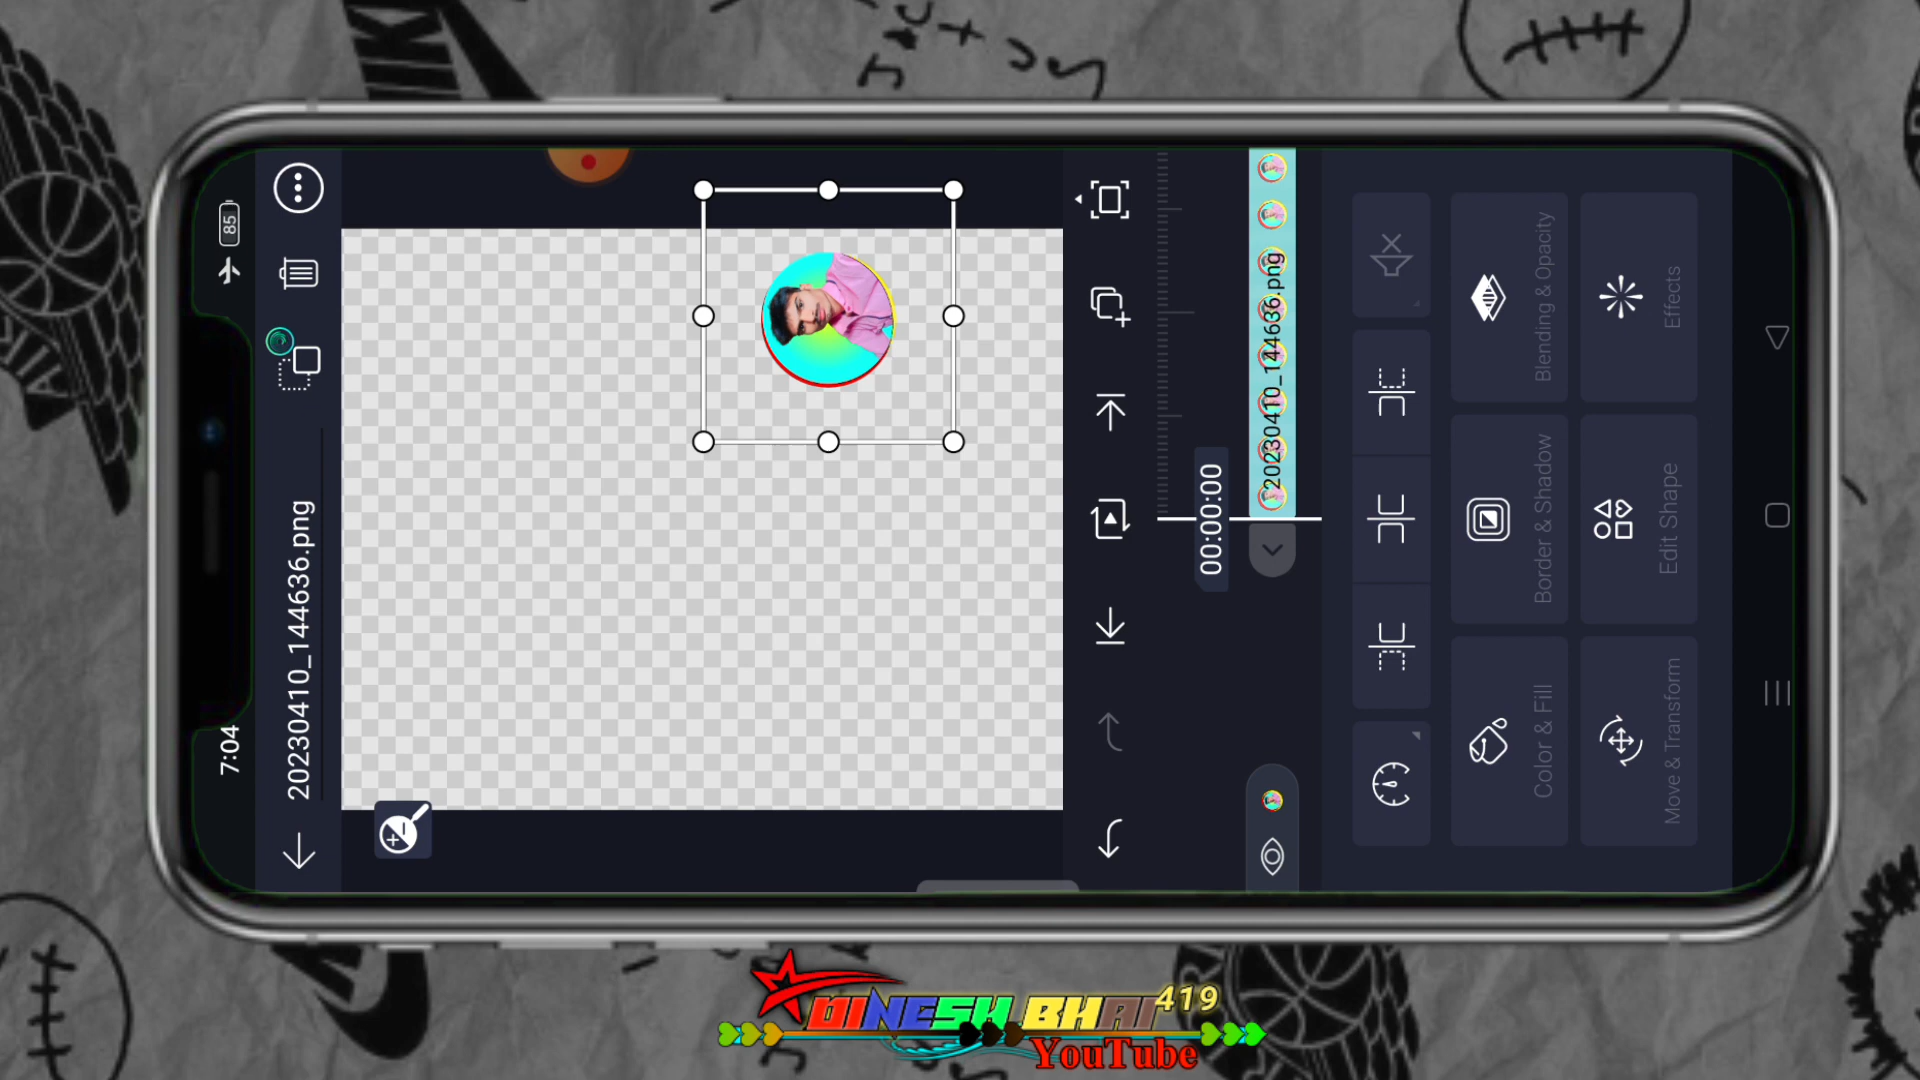 7:04
85
20230410_144636.png
00:00:00
20230410_144636.png
Blending & Opacity
Border & Shadow
Color & Fill
Effects
Edit Shape
Move & Transform
DINESH BHAI 419
YouTube